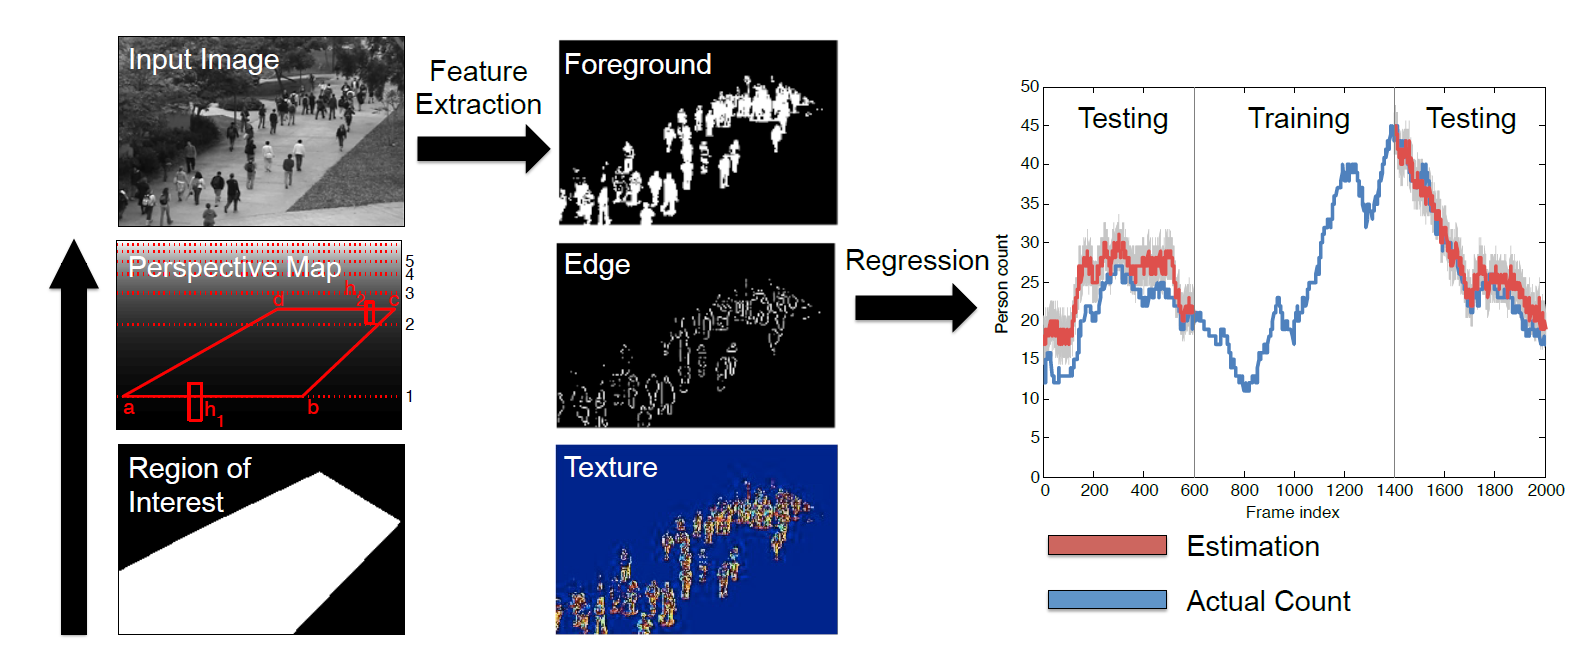 Input Image
Feature
Extraction
Foreground
Perspective Map
5
4
3
2
1
a
b
c
d
h1
h2
Edge
Regression
Region of
Interest
Texture
Testing
Training
Testing
Person count
50
45
40
35
30
25
20
15
10
5
0
0 200 400 600 800 1000 1200 1400 1600 1800 2000
Frame index
Estimation
Actual Count